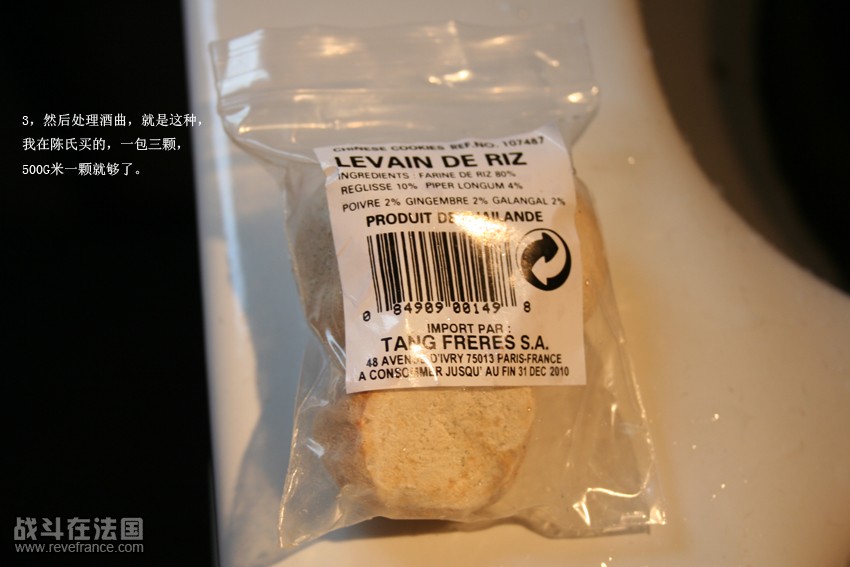 3，然后处理酒曲，就是这种，
我在陈氏买的，一包三颗，
500G米一颗就够了。
CHINESE COOKIES REF.NO. 107487
LEVAIN DE RIZ
INGREDIENTS : FARINE DE RIZ 80%
REGLISSE 10% PIPER LONGUM 4%
POIVRE 2% GINGEMBRE 2% GALANGAL 2%
PRODUIT DE THAILANDE
0 84909 00149 8
IMPORT PAR :
TANG FRERES S.A.
48 AVENUE D'IVRY 75013 PARIS-FRANCE
A CONSOMMER JUSQU' AU FIN 31 DEC 2010
战斗在法国
www.revefrance.com